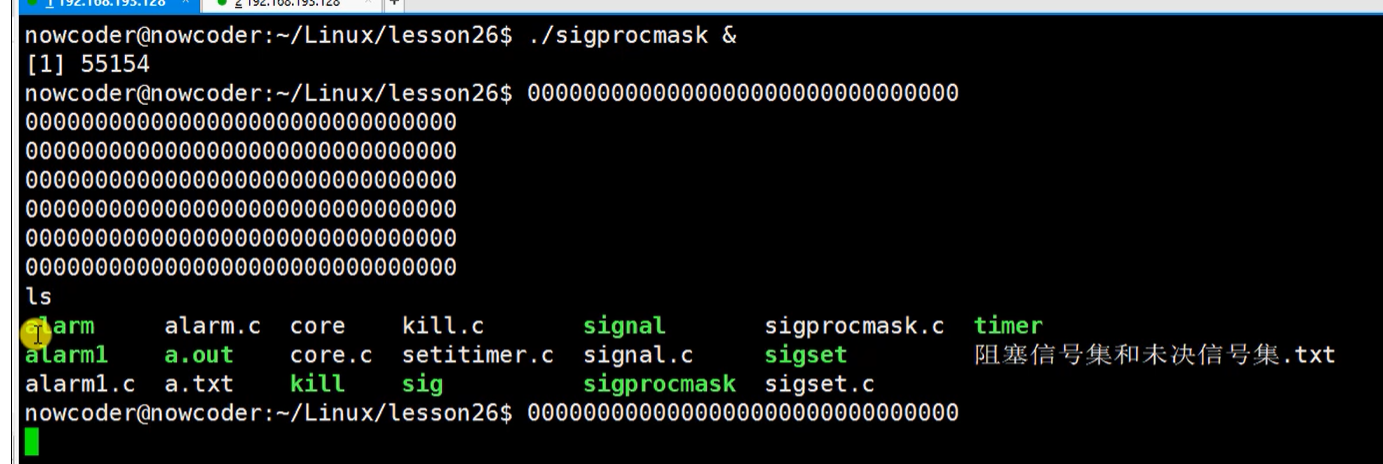 1 192.168.193.128 × 2 192.168.193.128 × +
nowcoder@nowcoder:~/Linux/lesson26$ ./sigprocmask &
[1] 55154
nowcoder@nowcoder:~/Linux/lesson26$ 0000000000000000000000000000000
0000000000000000000000000000000
0000000000000000000000000000000
0000000000000000000000000000000
0000000000000000000000000000000
0000000000000000000000000000000
0000000000000000000000000000000
ls
alarm alarm.c core kill.c signal sigprocmask.c timer
alarm1 a.out core.c setitimer.c signal.c sigset 阻塞信号集和未决信号集.txt
alarm1.c a.txt kill sig sigprocmask sigset.c
nowcoder@nowcoder:~/Linux/lesson26$ 0000000000000000000000000000000